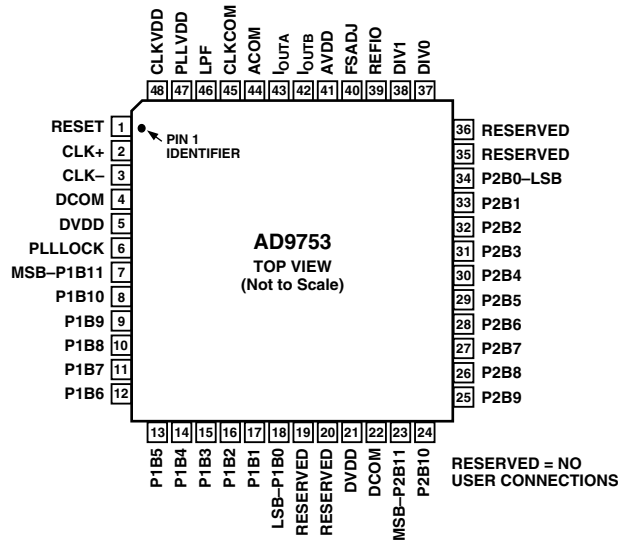 CLKVDD
PLLVDD
LPF
CLKCOM
ACOM
IOUTA
IOUTB
AVDD
FSADJ
REFIO
DIV1
DIV0
48 47 46 45 44 43 42 41 40 39 38 37
RESET 1
CLK+ 2
CLK– 3
DCOM 4
DVDD 5
PLLLOCK 6
MSB–P1B11 7
P1B10 8
P1B9 9
P1B8 10
P1B7 11
P1B6 12
PIN 1
IDENTIFIER
AD9753
TOP VIEW
(Not to Scale)
36 RESERVED
35 RESERVED
34 P2B0–LSB
33 P2B1
32 P2B2
31 P2B3
30 P2B4
29 P2B5
28 P2B6
27 P2B7
26 P2B8
25 P2B9
13 14 15 16 17 18 19 20 21 22 23 24
P1B5
P1B4
P1B3
P1B2
P1B1
LSB–P1B0
RESERVED
RESERVED
DVDD
DCOM
MSB–P2B11
P2B10
RESERVED = NO
USER CONNECTIONS